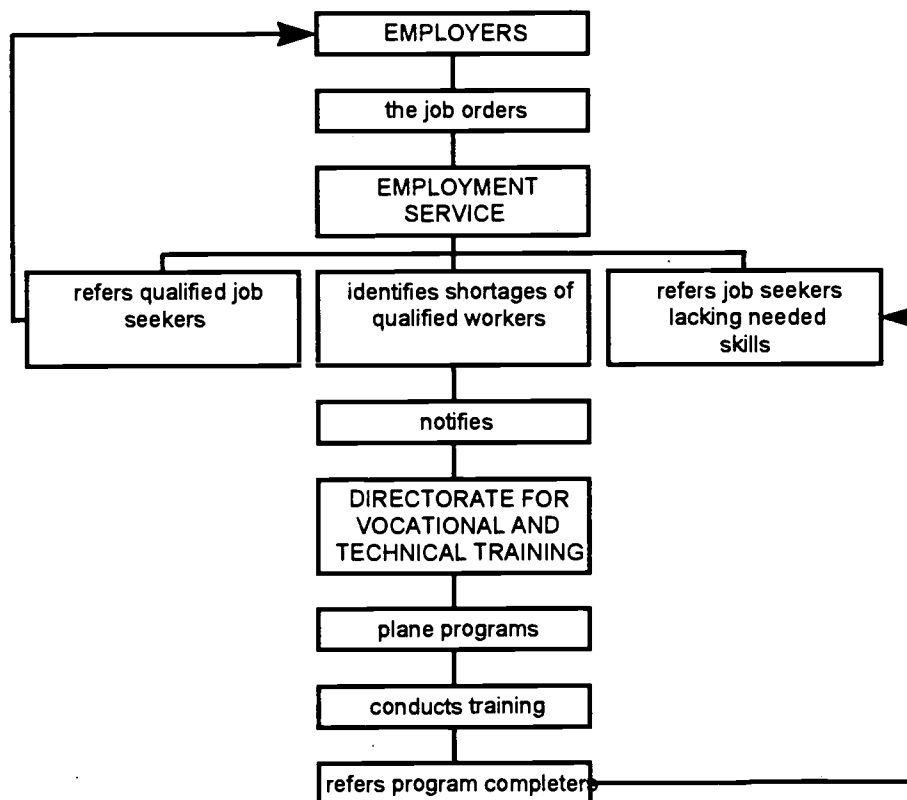 EMPLOYERS
the job orders
EMPLOYMENT
SERVICE
refers qualified job
seekers
identifies shortages of
qualified workers
refers job seekers
lacking needed
skills
notifies
DIRECTORATE FOR
VOCATIONAL AND
TECHNICAL TRAINING
plane programs
conducts training
refers program completers